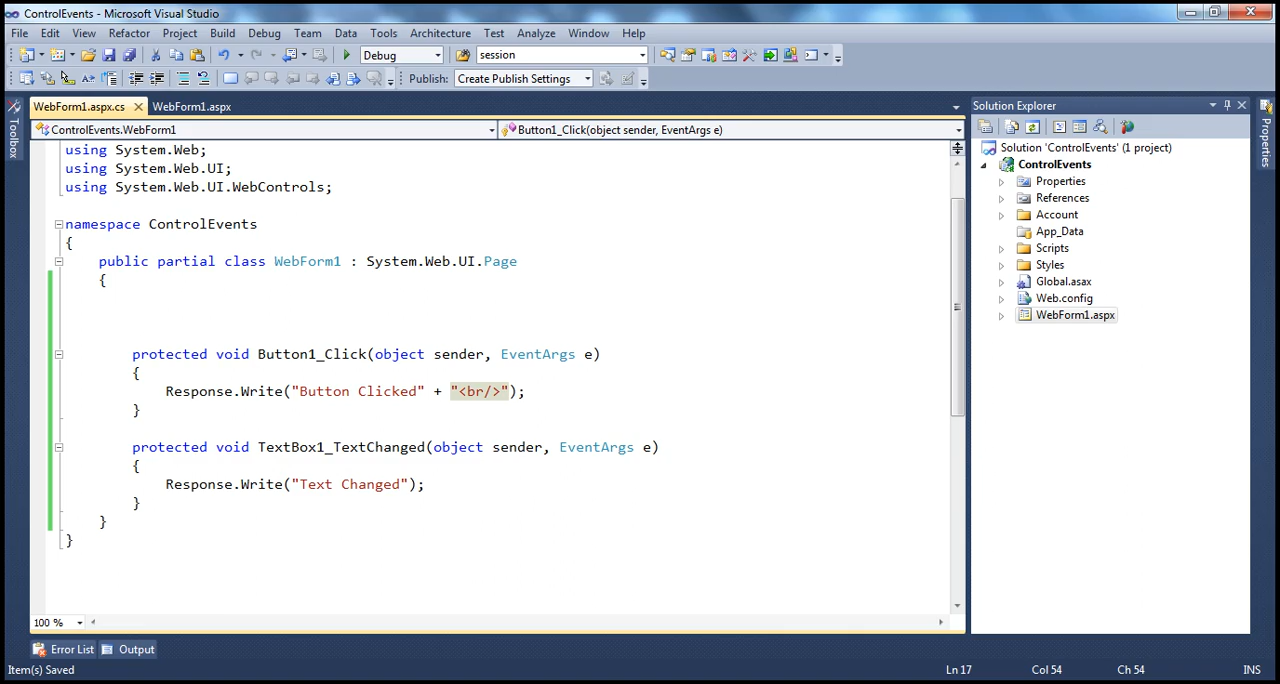 ControlEvents - Microsoft Visual Studio
File Edit View Refactor Project Build Debug Team Data Tools Architecture Test Analyze Window Help
Debug session
Publish: Create Publish Settings
WebForm1.aspx.cs WebForm1.aspx
ControlEvents.WebForm1 Button1_Click(object sender, EventArgs e)
using System.Web;
using System.Web.UI;
using System.Web.UI.WebControls;
namespace ControlEvents
{
public partial class WebForm1 : System.Web.UI.Page
{
protected void Button1_Click(object sender, EventArgs e)
{
Response.Write("Button Clicked" + "<br/>");
}
protected void TextBox1_TextChanged(object sender, EventArgs e)
{
Response.Write("Text Changed");
}
}
}
100 %
Toolbox
Solution Explorer
Solution 'ControlEvents' (1 project)
ControlEvents
Properties
References
Account
App_Data
Scripts
Styles
Global.asax
Web.config
WebForm1.aspx
Properties
Error List Output
Item(s) Saved Ln 17 Col 54 Ch 54 INS